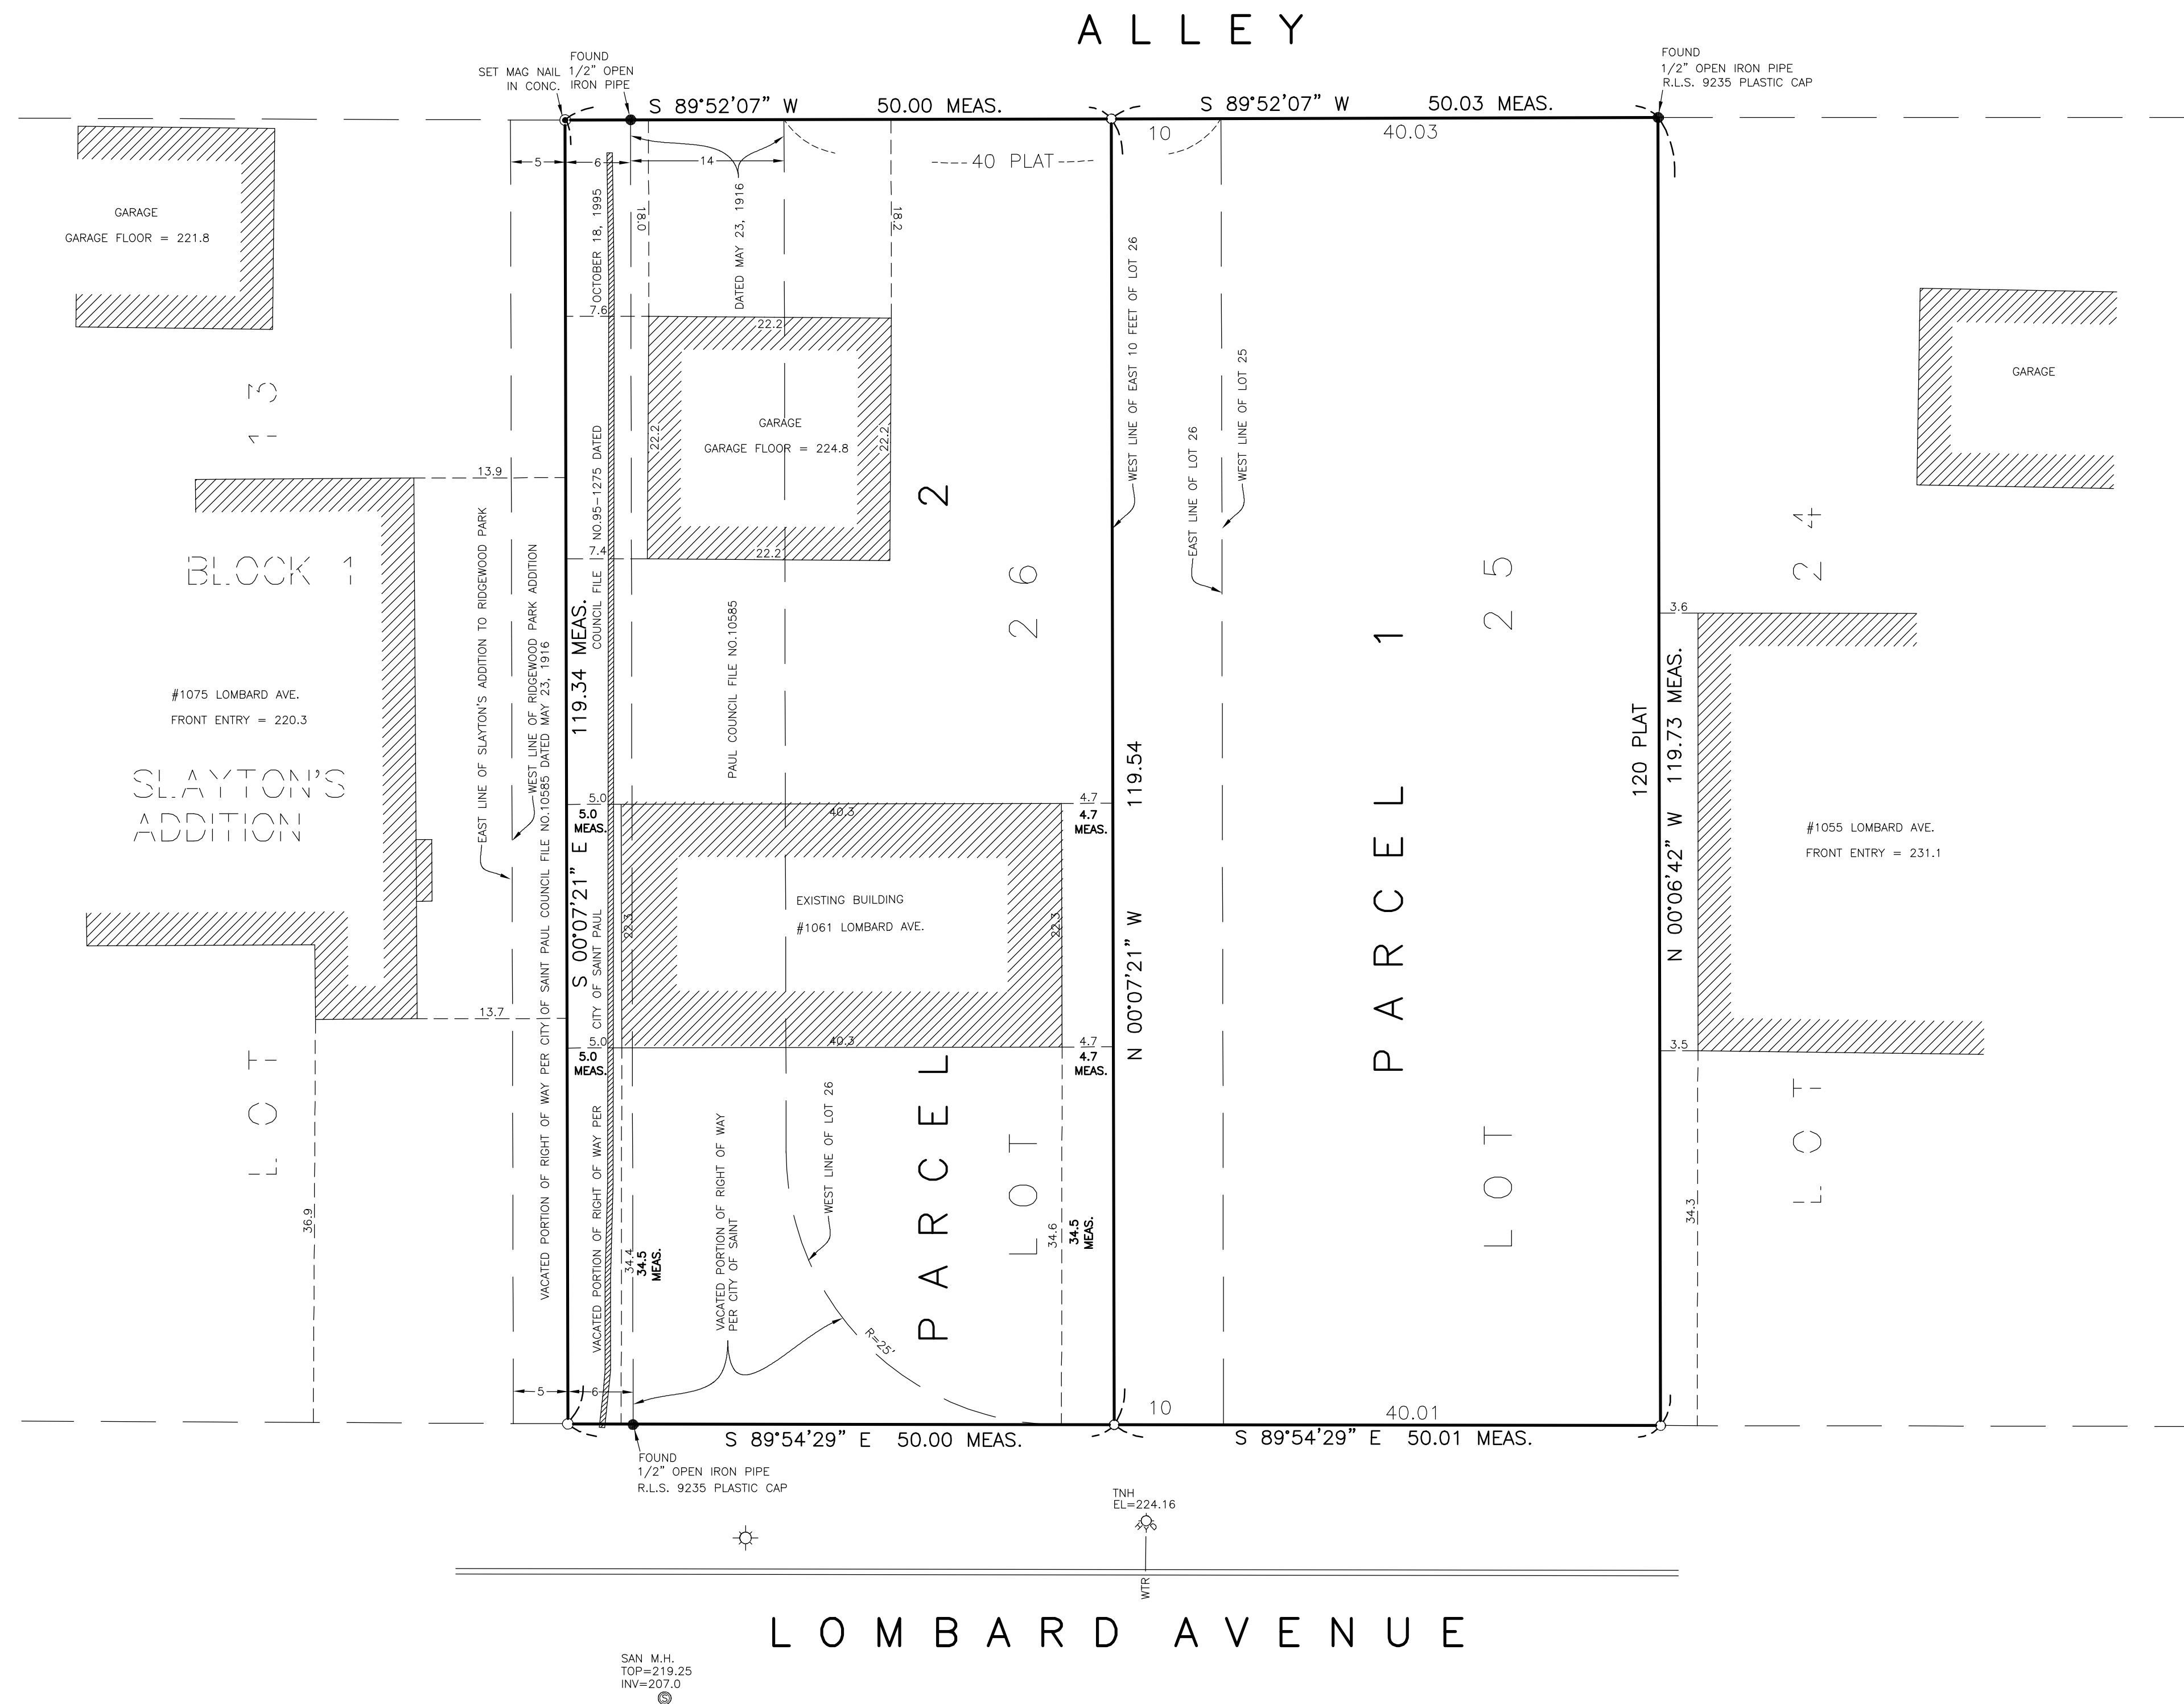 ALLEY
FOUND
1/2" OPEN
IRON PIPE
SET MAG NAIL
IN CONC.
FOUND
1/2" OPEN IRON PIPE
R.L.S. 9235 PLASTIC CAP
S 89°52'07" W 50.00 MEAS.
S 89°52'07" W 50.03 MEAS.
10
40.03
40 PLAT
5
6
14
18.0
18.2
GARAGE
GARAGE FLOOR = 221.8
OCTOBER 18, 1995
DATED MAY 23, 1916
7.6
22.2
22.2
22.2
22.2
GARAGE
GARAGE FLOOR = 224.8
7.4
WEST LINE OF EAST 10 FEET OF LOT 26
WEST LINE OF LOT 25
EAST LINE OF LOT 26
GARAGE
13
13.9
BLOCK 1
COUNCIL FILE NO.95-1275 DATED
PAUL COUNCIL FILE NO.10585
EAST LINE OF SLAYTON'S ADDITION TO RIDGEWOOD PARK
WEST LINE OF RIDGEWOOD PARK ADDITION
VACATED PORTION OF RIGHT OF WAY PER CITY OF SAINT PAUL COUNCIL FILE NO.10585 DATED MAY 23, 1916
#1075 LOMBARD AVE.
FRONT ENTRY = 220.3
SLAYTON'S
ADDITION
S 00°07'21" E 119.34 MEAS.
N 00°07'21" W 119.54
120 PLAT
N 00°06'42" W 119.73 MEAS.
3.6
3.5
24
LOT
34.3
#1055 LOMBARD AVE.
FRONT ENTRY = 231.1
5.0
5.0
MEAS.
40.3
4.7
4.7
MEAS.
22.3
22.3
EXISTING BUILDING
#1061 LOMBARD AVE.
5.0
5.0
MEAS.
40.3
4.7
4.7
MEAS.
13.7
36.9
LOT
VACATED PORTION OF RIGHT OF WAY PER CITY OF SAINT PAUL
34.4
34.5
MEAS.
VACATED PORTION OF RIGHT OF WAY
PER CITY OF SAINT
WEST LINE OF LOT 26
R=25'
PARCEL 2
LOT 26
34.6
34.5
MEAS.
PARCEL 1
LOT 25
5
6
10
40.01
S 89°54'29" E 50.00 MEAS.
S 89°54'29" E 50.01 MEAS.
FOUND
1/2" OPEN IRON PIPE
R.L.S. 9235 PLASTIC CAP
TNH
EL=224.16
HYD
WTR
LOMBARD AVENUE
SAN M.H.
TOP=219.25
INV=207.0
S